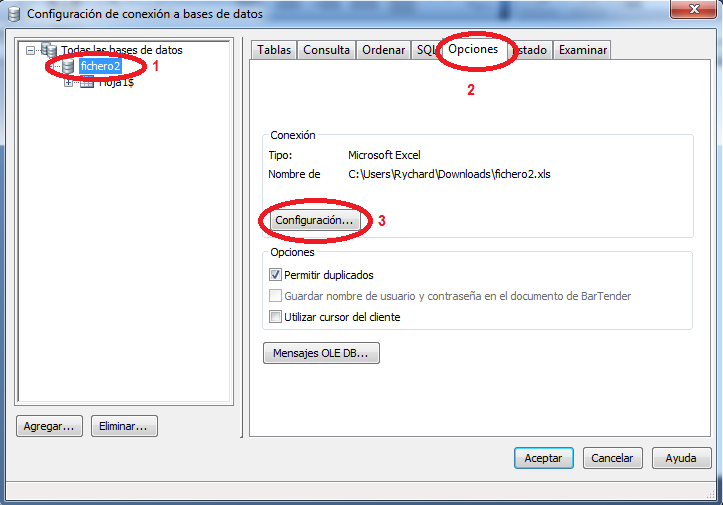 Configuración de conexión a bases de datos
Todas las bases de datos
fichero2
1
Hoja1$
Tablas
Consulta
Ordenar
SQL
Opciones
Estado
Examinar
2
Conexión
Tipo: Microsoft Excel
Nombre de C:\Users\Rychard\Downloads\fichero2.xls
Configuración...
3
Opciones
Permitir duplicados
Guardar nombre de usuario y contraseña en el documento de BarTender
Utilizar cursor del cliente
Mensajes OLE DB...
Agregar...
Eliminar...
Aceptar
Cancelar
Ayuda